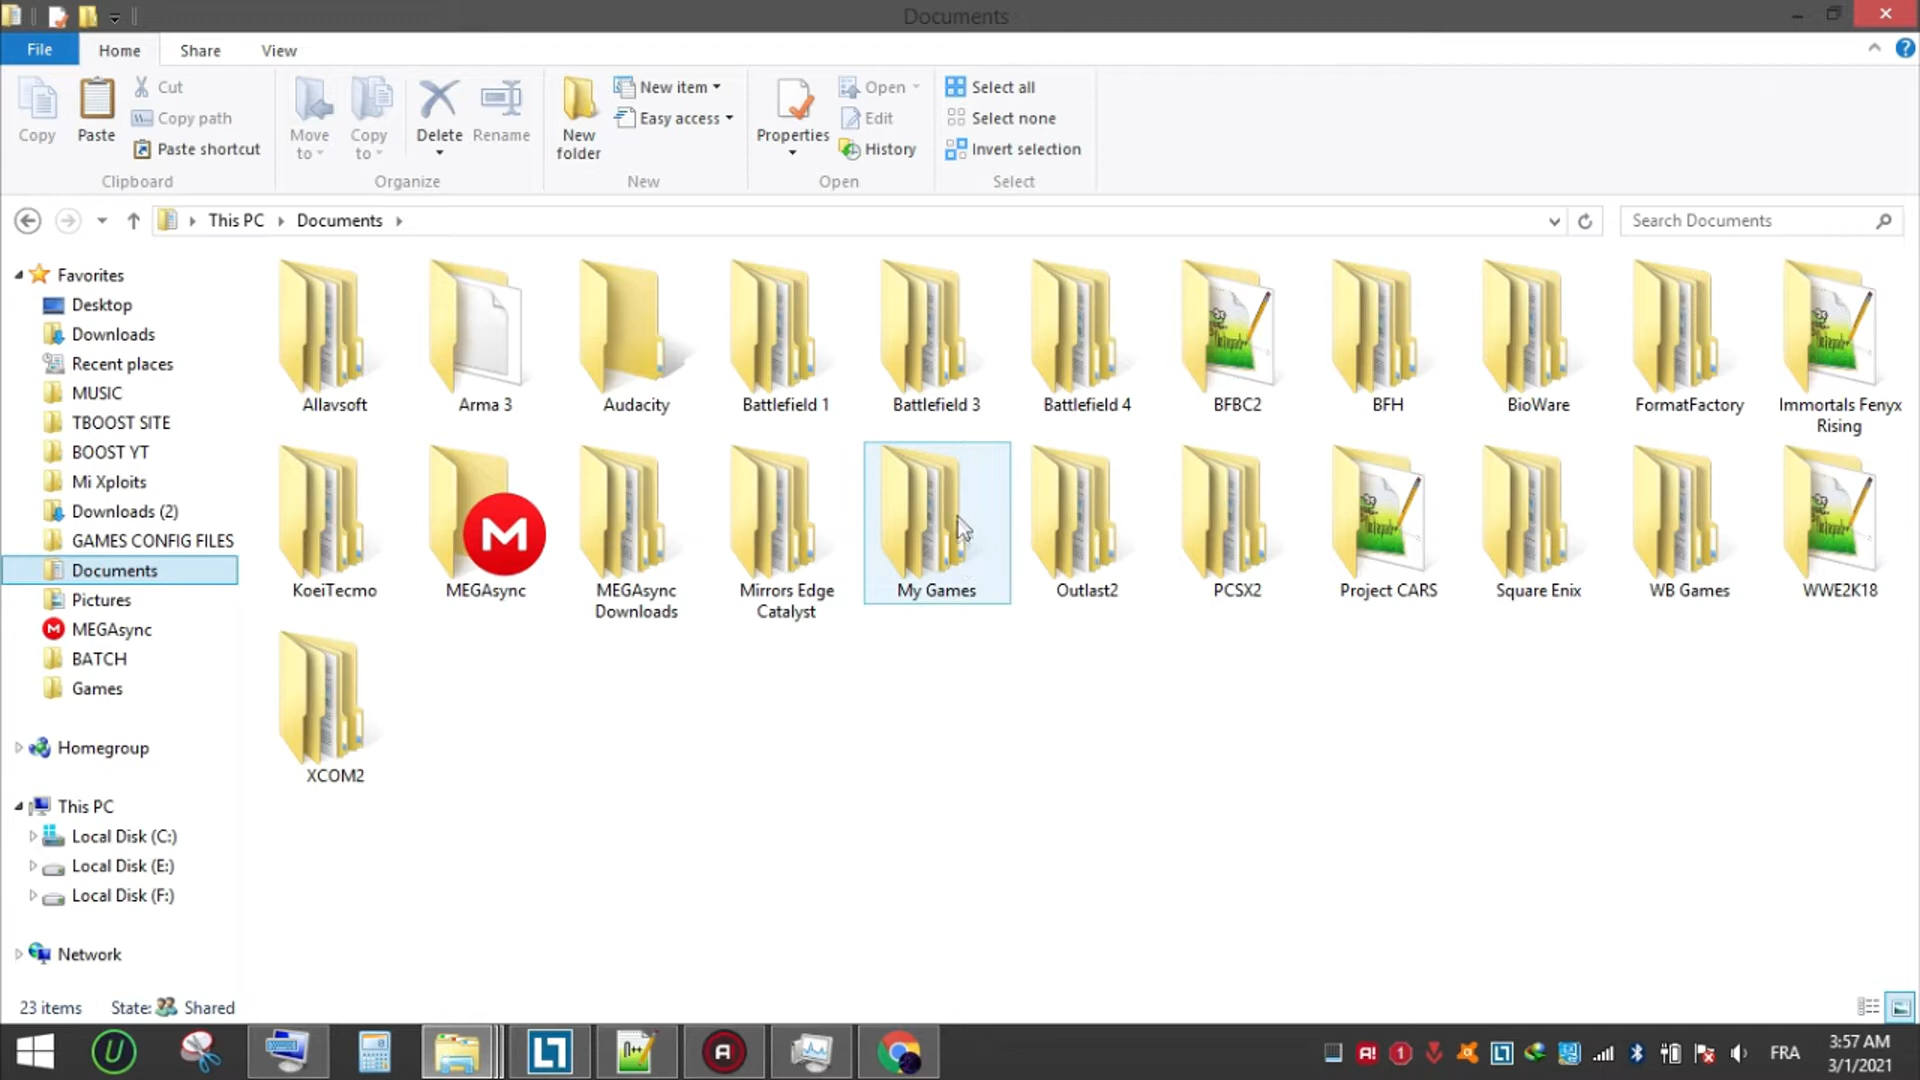 Documents
File Home Share View
Copy
Paste
Cut
Copy path
Paste shortcut
Clipboard
Move
to
Copy
to
Delete
Rename
Organize
New
folder
New item
Easy access
New
Properties
Open
Edit
History
Open
Select all
Select none
Invert selection
Select
This PC Documents
Search Documents
Favorites
Desktop
Downloads
Recent places
MUSIC
TBOOST SITE
BOOST YT
Mi Xploits
Downloads (2)
GAMES CONFIG FILES
Documents
Pictures
MEGAsync
BATCH
Games
Homegroup
This PC
Local Disk (C:)
Local Disk (E:)
Local Disk (F:)
Network
Allavsoft
Arma 3
Audacity
Battlefield 1
Battlefield 3
Battlefield 4
BFBC2
BFH
BioWare
FormatFactory
Immortals Fenyx
Rising
KoeiTecmo
M
MEGAsync
MEGAsync
Downloads
Mirrors Edge
Catalyst
My Games
Outlast2
PCSX2
Project CARS
Square Enix
WB Games
WWE2K18
XCOM2
23 items State: Shared
FRA
3:57 AM
3/1/2021